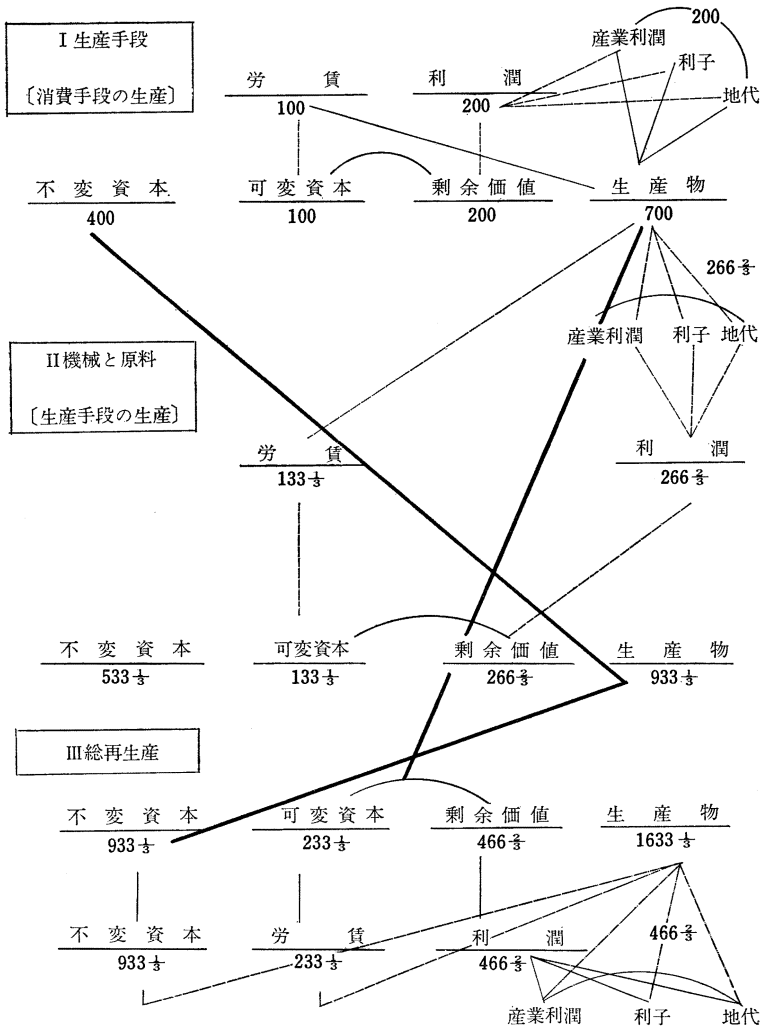 200
I 生産手段
〔消費手段の生産〕
産業利潤
利子
地代
労賃
100
利潤
200
不変資本
400
可変資本
100
剰余価値
200
生産物
700
266 2/3
産業利潤
利子
地代
II 機械と原料
〔生産手段の生産〕
労賃
133 1/3
利潤
266 2/3
不変資本
533 1/3
可変資本
133 1/3
剰余価値
266 2/3
生産物
933 1/3
III 総再生産
不変資本
933 1/3
可変資本
233 1/3
剰余価値
466 2/3
生産物
1633 1/3
不変資本
933 1/3
労賃
233 1/3
利潤
466 2/3
466 2/3
産業利潤
利子
地代